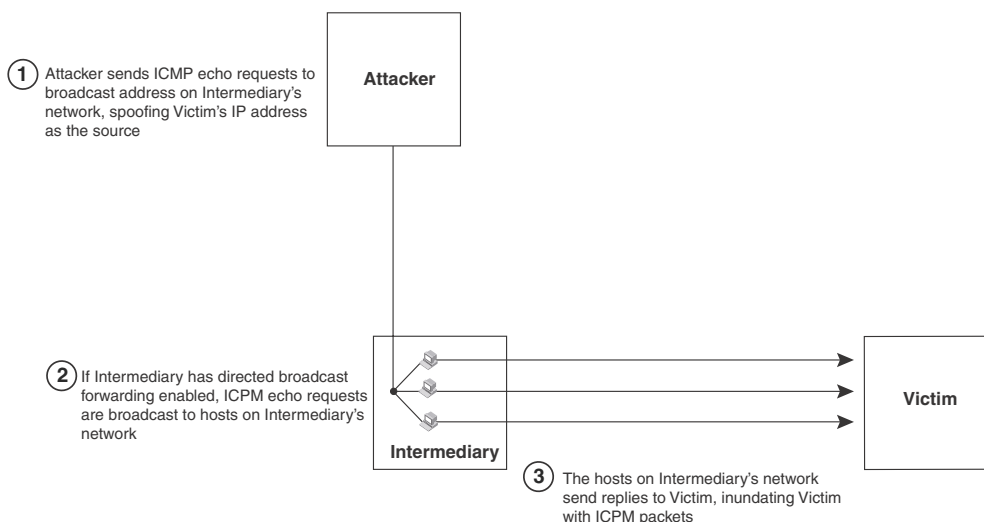 1
Attacker sends ICMP echo requests to
broadcast address on Intermediary's
network, spoofing Victim's IP address
as the source
Attacker
2
If Intermediary has directed broadcast
forwarding enabled, ICPM echo requests
are broadcast to hosts on Intermediary's
network
Intermediary
Victim
3
The hosts on Intermediary's network
send replies to Victim, inundating Victim
with ICPM packets